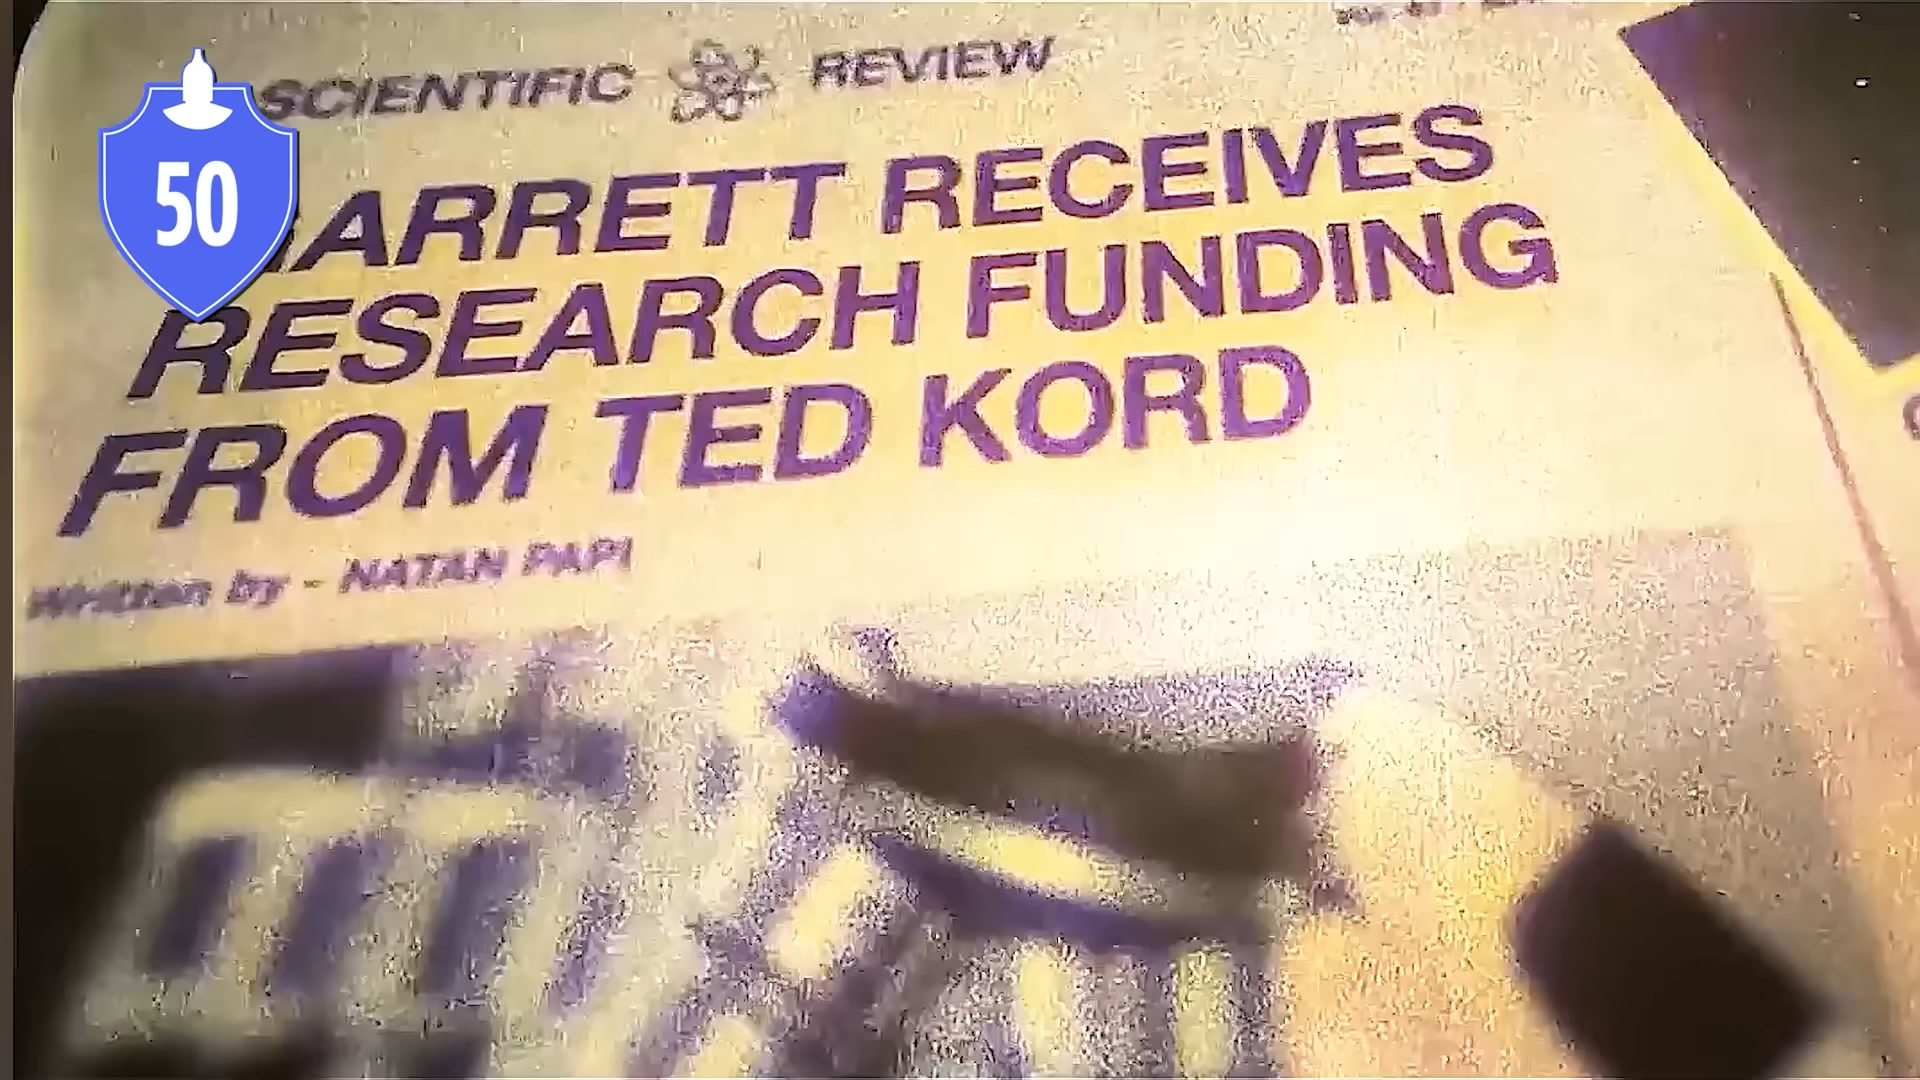 SCIENTIFIC REVIEW
50
ARRETT RECEIVES
RESEARCH FUNDING
FROM TED KORD
Written by - NATAN PAPI